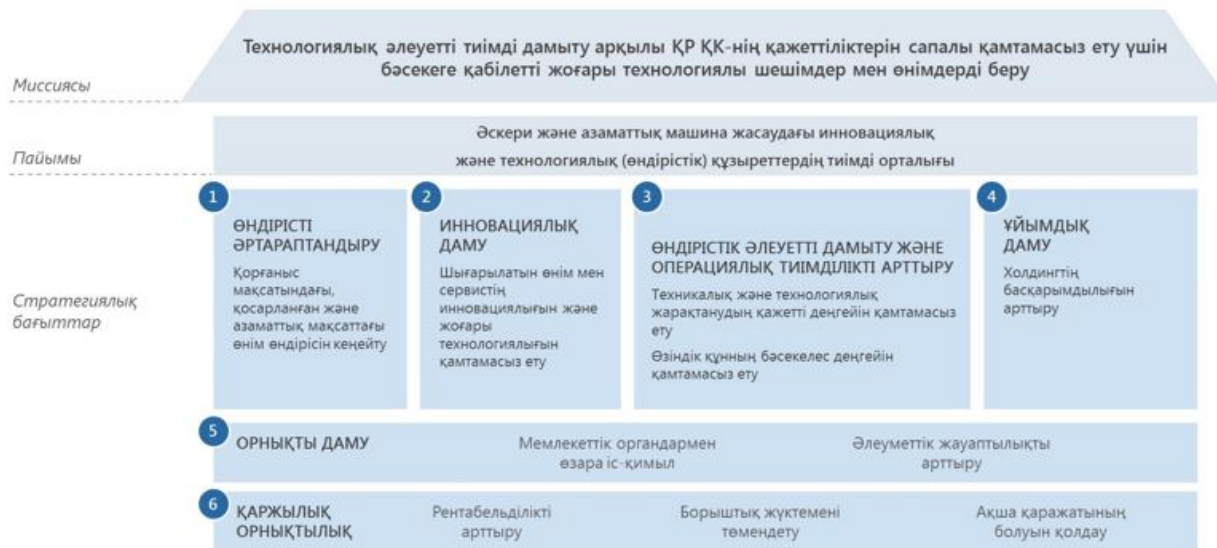 Технологиялық әлеуетті тиімді дамыту арқылы ҚР ҚК-нің қажеттіліктерін сапалы қамтамасыз ету үшін
бәсекеге қабілетті жоғары технологиялы шешімдер мен өнімдерді беру
Миссиясы
Әскери және азаматтық машина жасаудағы инновациялық
және технологиялық (өндірістік) құзыреттердің тиімді орталығы
Пайымы
Стратегиялық
бағыттар
1
ӨНДІРІСТІ
ӘРТАРАПТАНДЫРУ
Қорғаныс
мақсатындағы,
қосарланған және
азаматтық мақсаттағы
өнім өндірісін кеңейту
2
ИННОВАЦИЯЛЫҚ
ДАМУ
Шығарылатын өнім мен
сервистің
инновациялығын және
жоғары
технологиялығын
қамтамасыз ету
3
ӨНДІРІСТІК ӘЛЕУЕТТІ ДАМЫТУ ЖӘНЕ
ОПЕРАЦИЯЛЫҚ ТИІМДІЛІКТІ АРТТЫРУ
Техникалық және технологиялық
жарақтанудың қажетті деңгейін қамтамасыз
ету
Өзіндік құнның бәсекелес деңгейін
қамтамасыз ету
4
ҰЙЫМДЫҚ
ДАМУ
Холдингтің
басқарымдылығын
арттыру
5
ОРНЫҚТЫ ДАМУ
Мемлекеттік органдармен
өзара іс-қимыл
Әлеуметтік жауаптылықты
арттыру
6
ҚАРЖЫЛЫҚ
ОРНЫҚТЫЛЫҚ
Рентабельділікті
арттыру
Борыштық жүктемені
төмендету
Ақша қаражатының
болуын қолдау